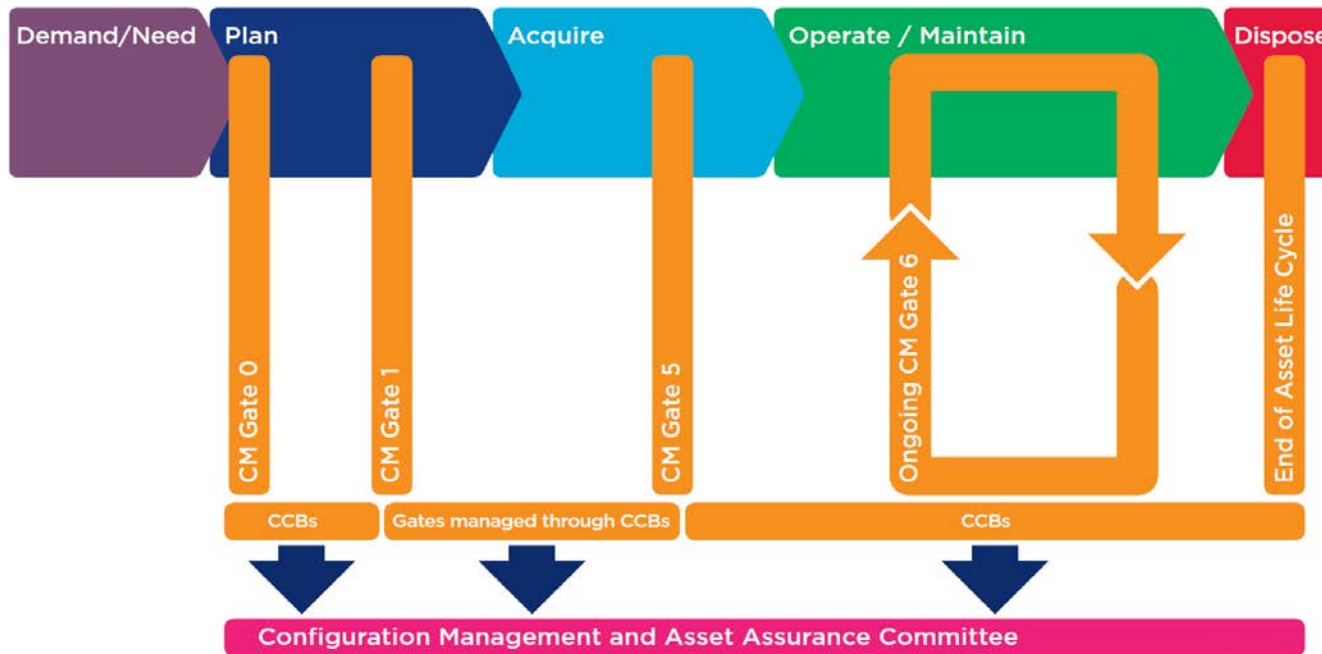 Demand/Need
Plan
Acquire
Operate / Maintain
Dispose
CM Gate 0
CM Gate 1
CM Gate 5
Ongoing CM Gate 6
End of Asset Life Cycle
CCBs
Gates managed through CCBs
CCBs
Configuration Management and Asset Assurance Committee